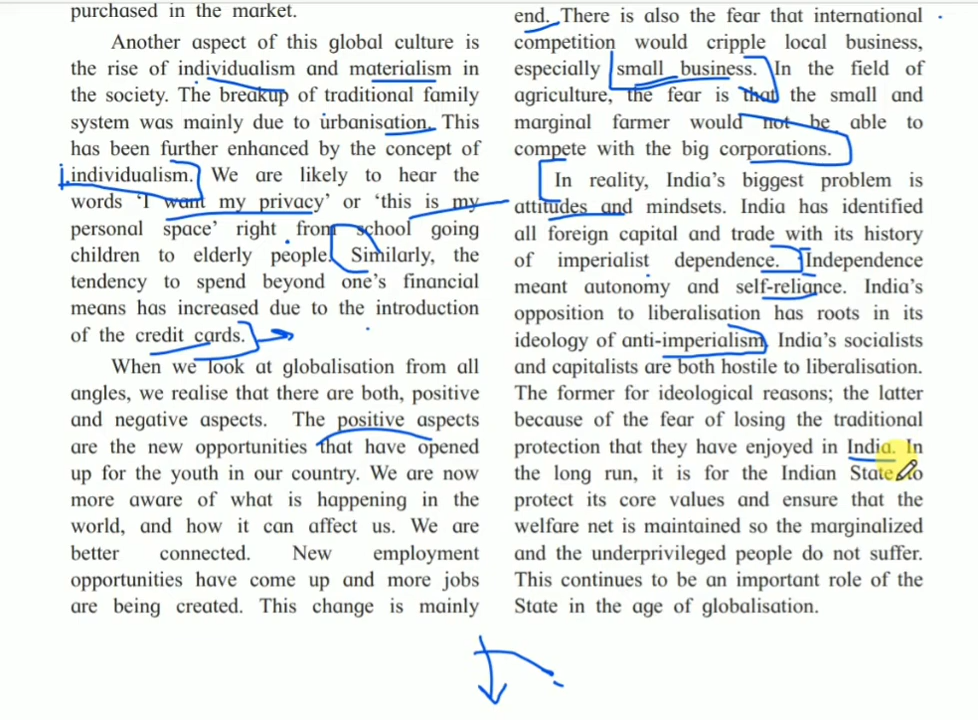 purchased in the market.
Another aspect of this global culture is
the rise of individualism and materialism in
the society. The breakup of traditional family
system was mainly due to urbanisation. This
has been further enhanced by the concept of
individualism. We are likely to hear the
words ‘I want my privacy’ or ‘this is my
personal space’ right from school going
children to elderly people. Similarly, the
tendency to spend beyond one’s financial
means has increased due to the introduction
of the credit cards.
When we look at globalisation from all
angles, we realise that there are both, positive
and negative aspects. The positive aspects
are the new opportunities that have opened
up for the youth in our country. We are now
more aware of what is happening in the
world, and how it can affect us. We are
better connected. New employment
opportunities have come up and more jobs
are being created. This change is mainly
end. There is also the fear that international
competition would cripple local business,
especially small business. In the field of
agriculture, the fear is that the small and
marginal farmer would not be able to
compete with the big corporations.
In reality, India’s biggest problem is
attitudes and mindsets. India has identified
all foreign capital and trade with its history
of imperialist dependence. Independence
meant autonomy and self-reliance. India’s
opposition to liberalisation has roots in its
ideology of anti-imperialism. India’s socialists
and capitalists are both hostile to liberalisation.
The former for ideological reasons; the latter
because of the fear of losing the traditional
protection that they have enjoyed in India. In
the long run, it is for the Indian State to
protect its core values and ensure that the
welfare net is maintained so the marginalized
and the underprivileged people do not suffer.
This continues to be an important role of the
State in the age of globalisation.